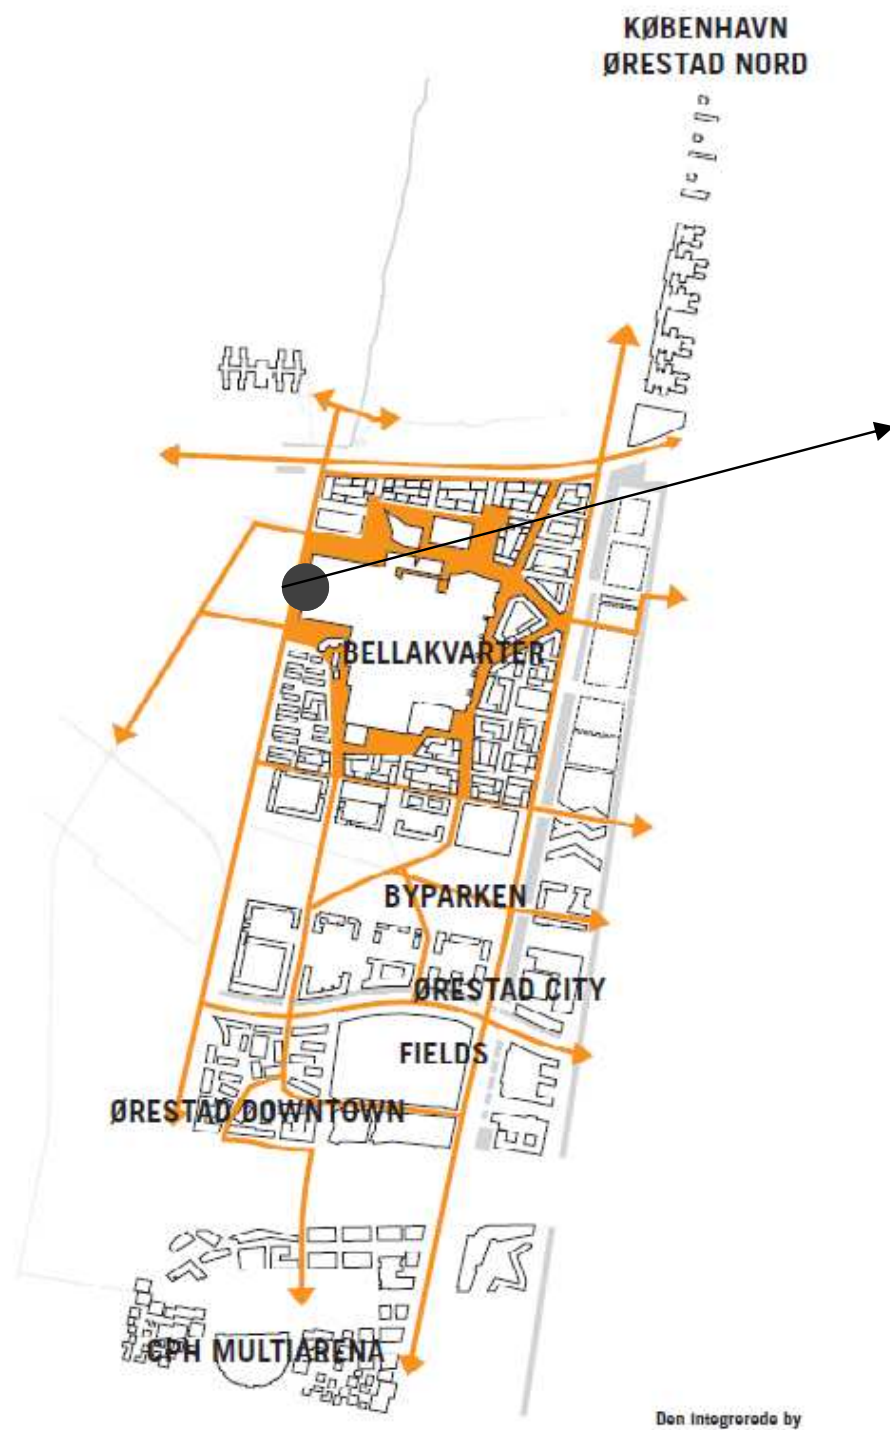 KØBENHAVN
ØRESTAD NORD
BELLAKVARTER
BYPARKEN
ØRESTAD CITY
FIELDS
ØRESTAD DOWNTOWN
CPH MULTIARENA
Den integrerede by